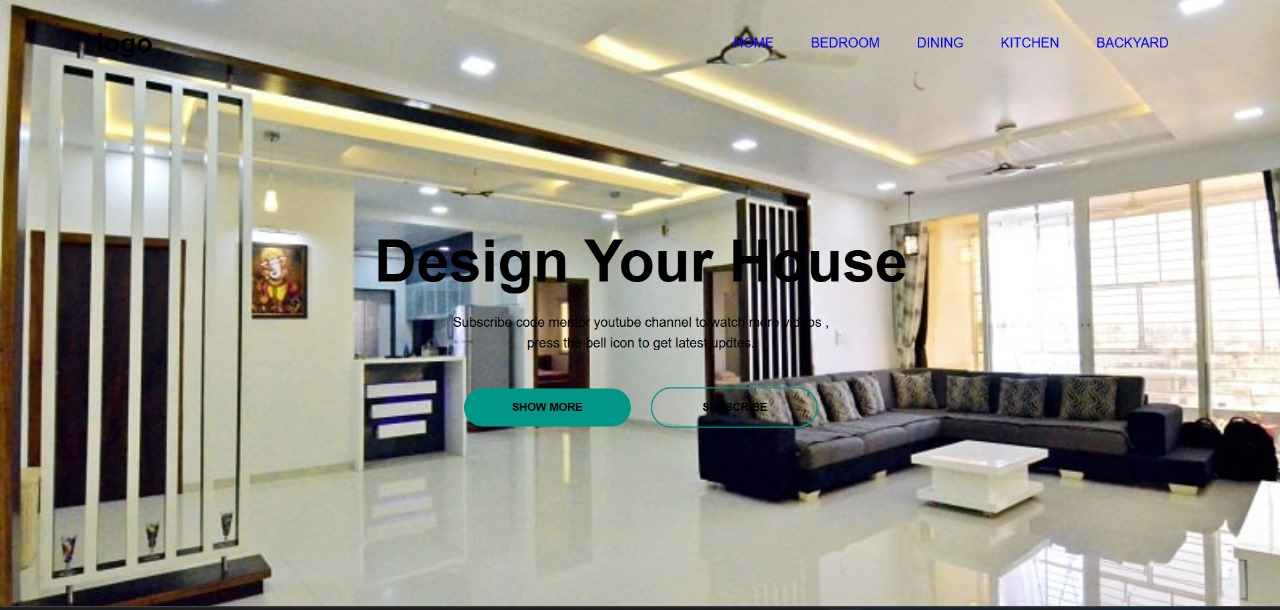 logo
HOME BEDROOM DINING KITCHEN BACKYARD
Design Your House
Subscribe code mentor youtube channel to watch more videos ,
press the bell icon to get latest updtes.
SHOW MORE SUBSCRIBE